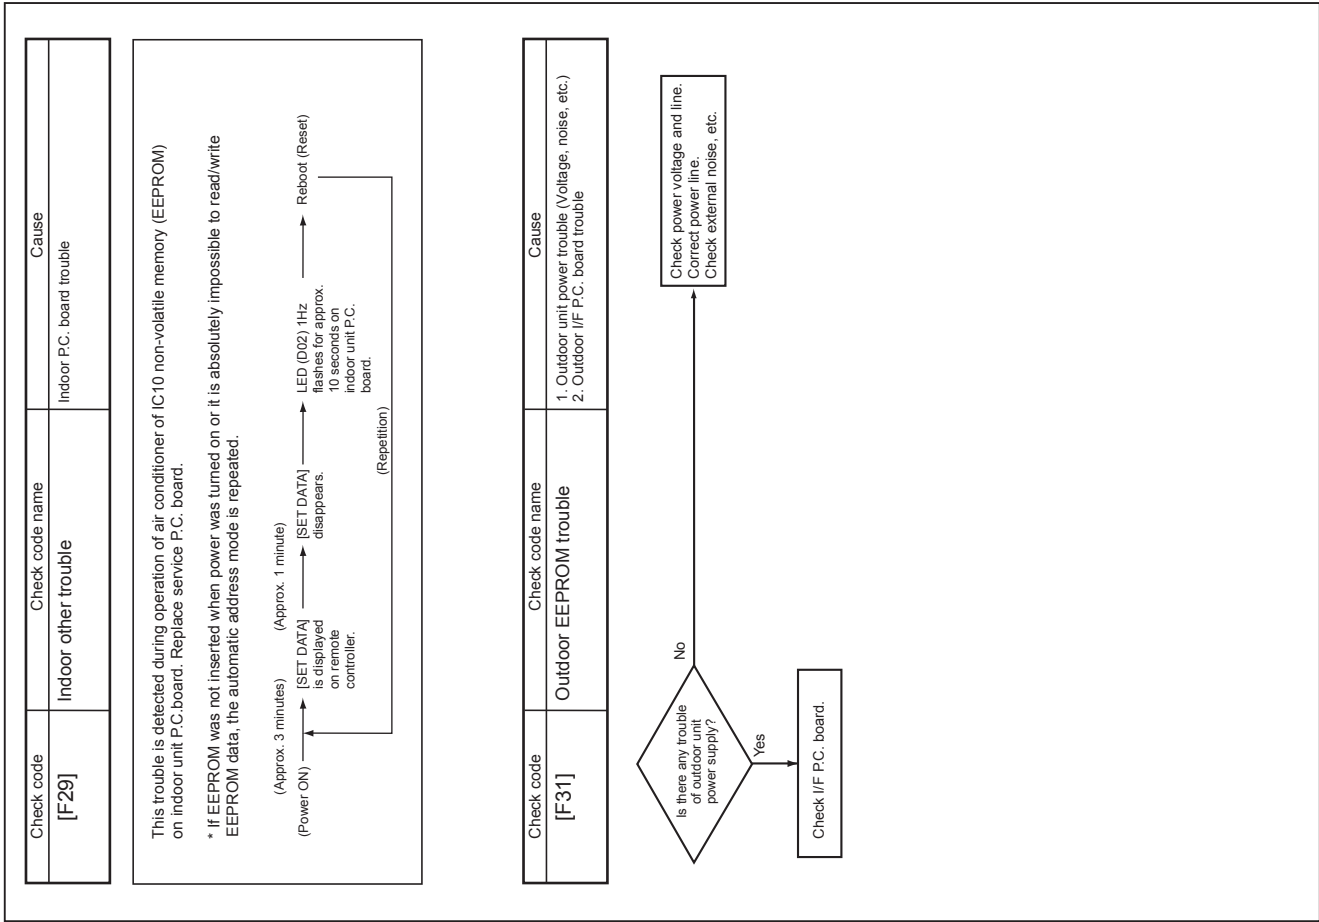 Check code
Check code name
Cause
[F29]
Indoor other trouble
Indoor P.C. board trouble
This trouble is detected during operation of air conditioner of IC10 non-volatile memory (EEPROM)
on indoor unit P.C.board. Replace service P.C. board.
* If EEPROM was not inserted when power was turned on or it is absolutely impossible to read/write
EEPROM data, the automatic address mode is repeated.
(Approx. 3 minutes)
(Approx. 1 minute)
(Power ON)
[SET DATA]
is displayed
on remote
controller.
[SET DATA]
disappears.
LED (D02) 1Hz
flashes for approx.
10 seconds on
indoor unit P.C.
board.
Reboot (Reset)
(Repetition)
Check code
Check code name
Cause
[F31]
Outdoor EEPROM trouble
1. Outdoor unit power trouble (Voltage, noise, etc.)
2. Outdoor I/F P.C. board trouble
Is there any trouble
of outdoor unit
power supply?
No
Check power voltage and line.
Correct power line.
Check external noise, etc.
Yes
Check I/F P.C. board.